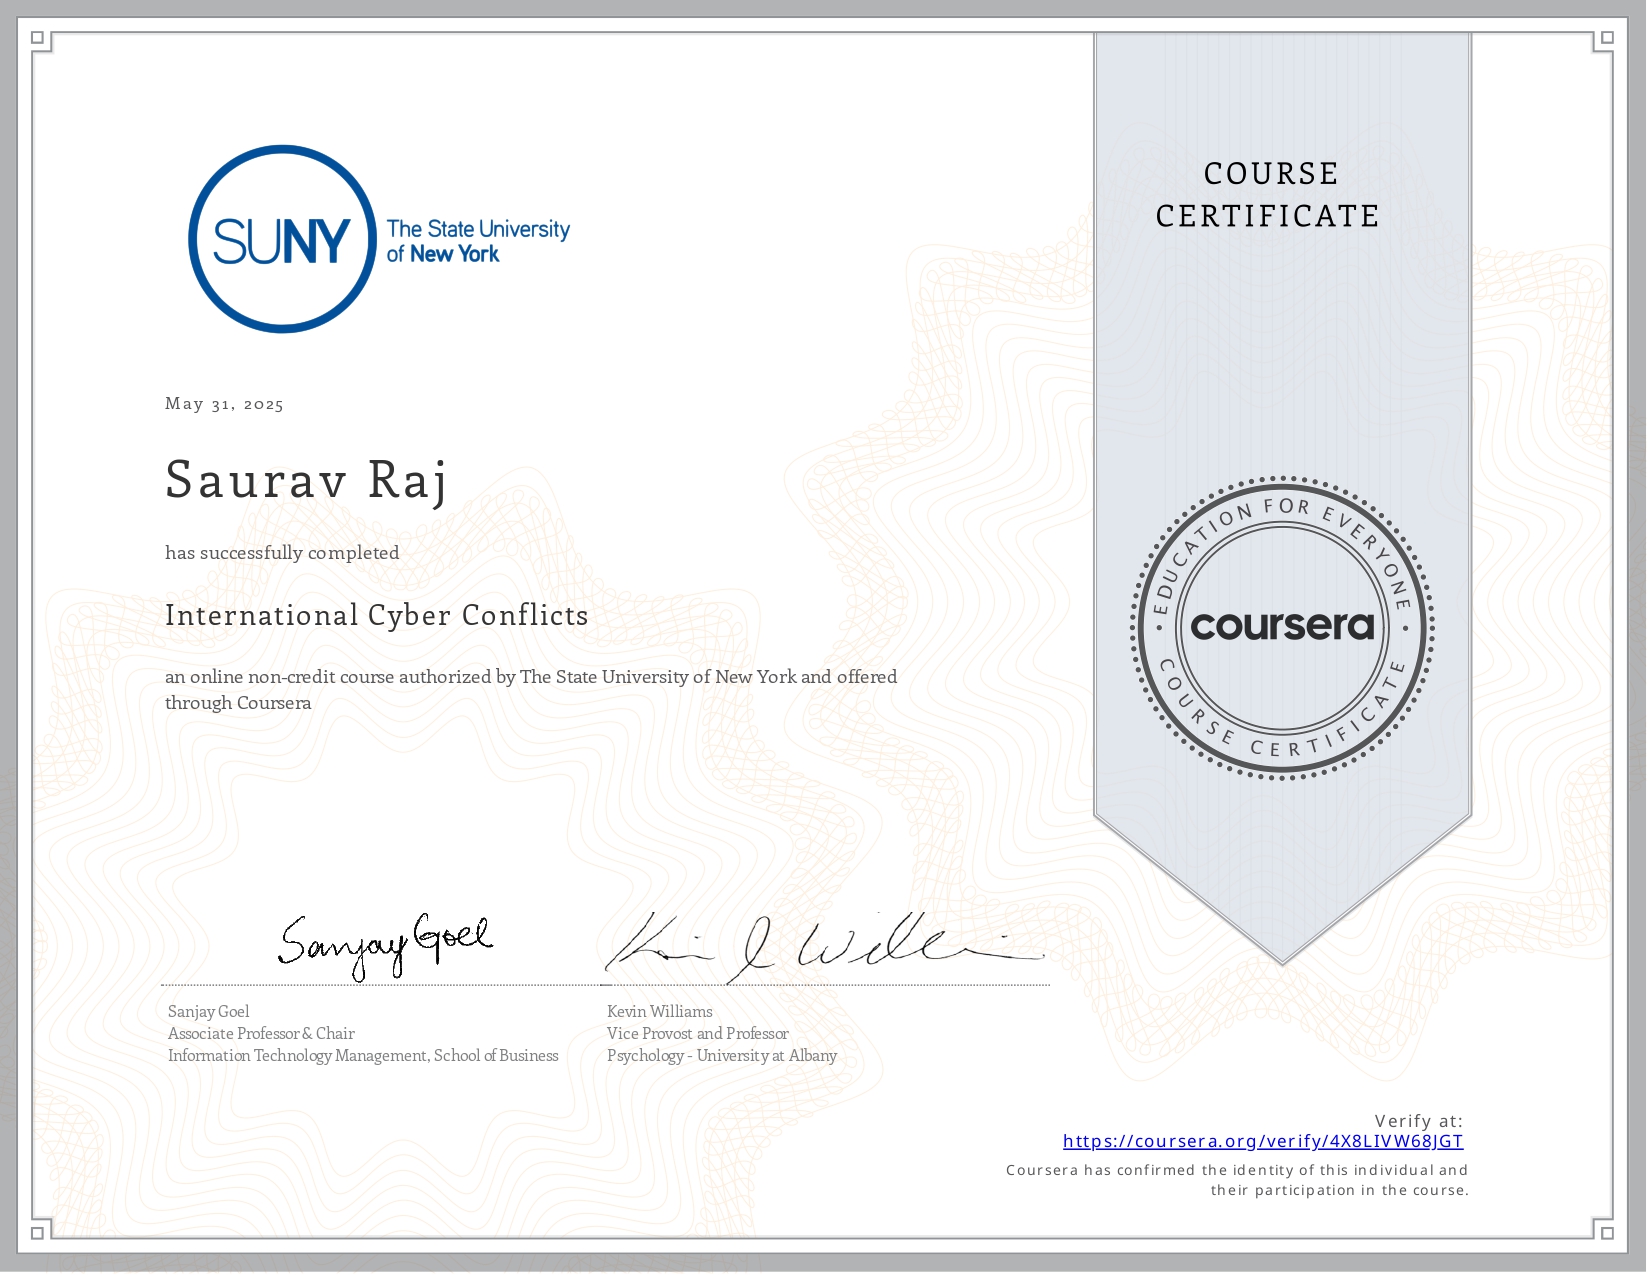 SUNY
The State University
of New York
COURSE
CERTIFICATE
May 31, 2025
Saurav Raj
has successfully completed
International Cyber Conflicts
an online non-credit course authorized by The State University of New York and offered
through Coursera
EDUCATION FOR EVERYONE
coursera
COURSE CERTIFICATE
Sanjay Goel
Sanjay Goel
Associate Professor & Chair
Information Technology Management, School of Business
Kevin Williams
Vice Provost and Professor
Psychology - University at Albany
Verify at:
https://coursera.org/verify/4X8LIVW68JGT
Coursera has confirmed the identity of this individual and
their participation in the course.